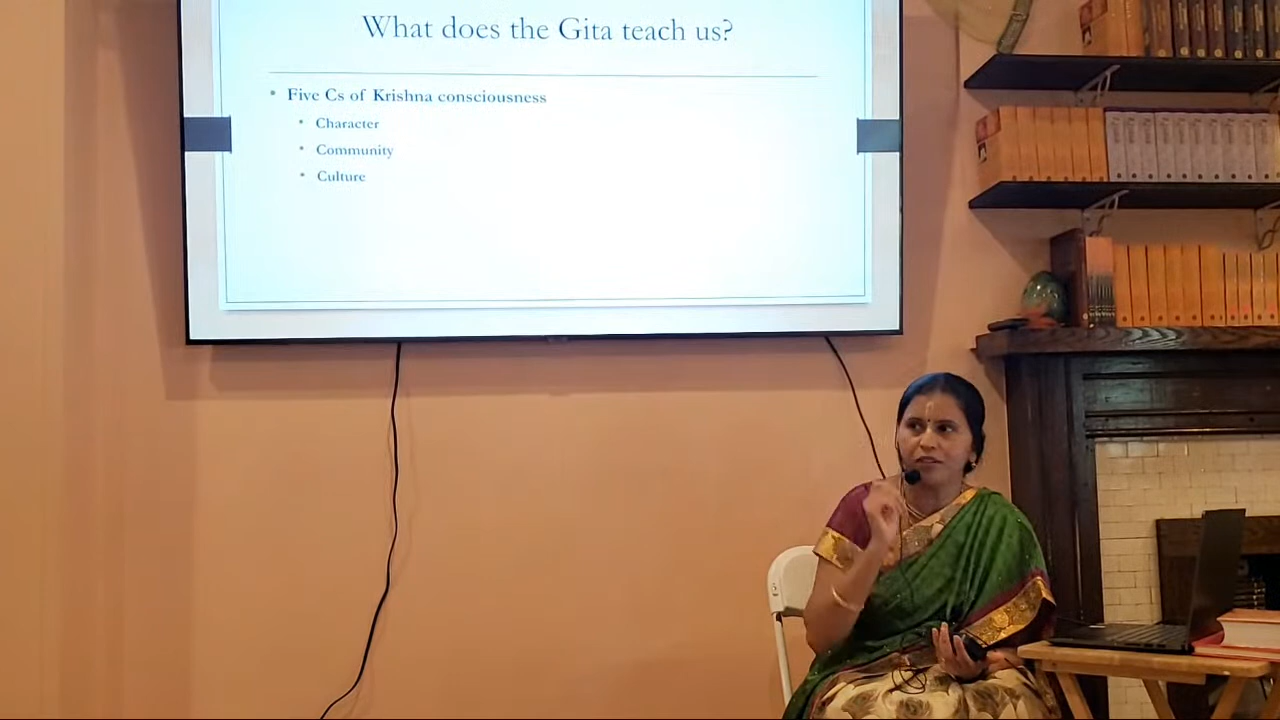 What does the Gita teach us?
• Five Cs of Krishna consciousness
• Character
• Community
• Culture